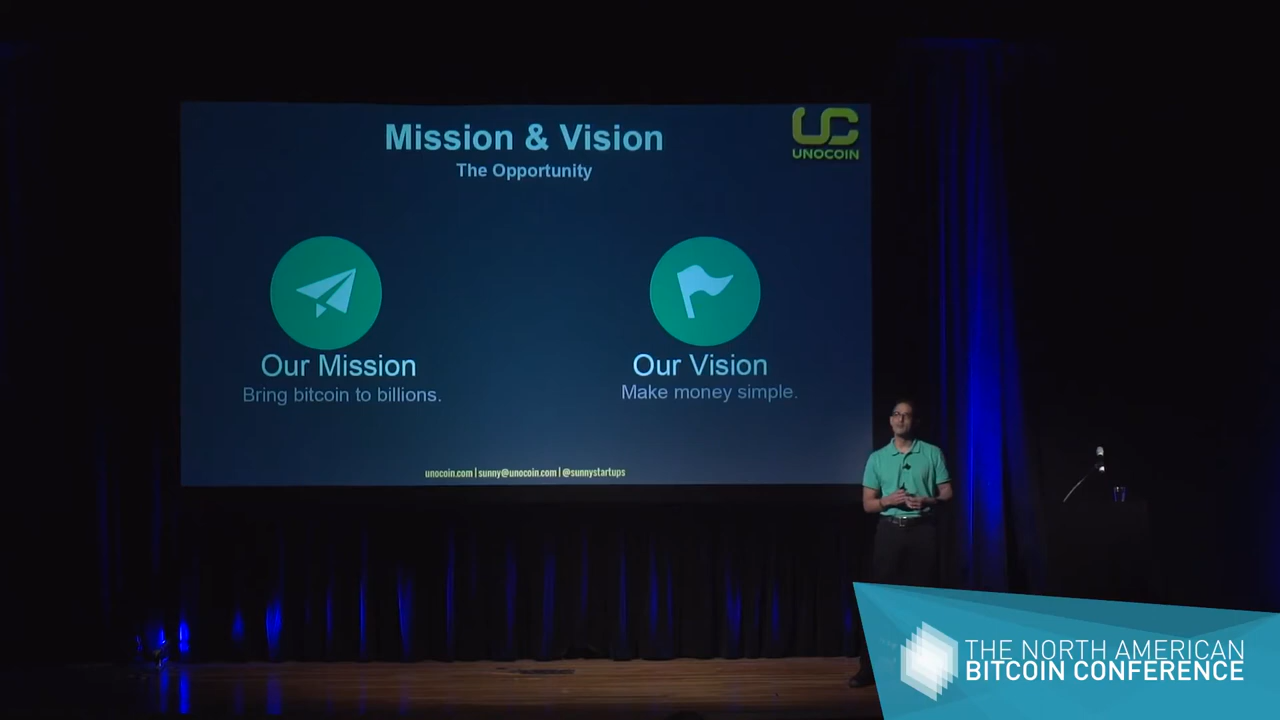 Mission & Vision
The Opportunity
UC
UNOCOIN
Our Mission
Bring bitcoin to billions.
Our Vision
Make money simple.
unocoin.com | sunny@unocoin.com | @sunnystartups
THE NORTH AMERICAN
BITCOIN CONFERENCE